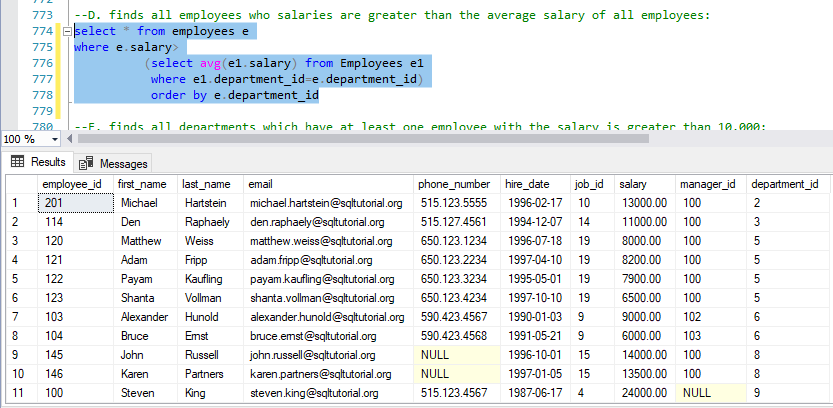 773 --D. finds all employees who salaries are greater than the average salary of all employees:
774 select * from employees e
775 where e.salary>
776 (select avg(e1.salary) from Employees e1
777 where e1.department_id=e.department_id)
778 order by e.department_id
779
780 --E. finds all departments which have at least one employee with the salary is greater than 10,000:
100 %
Results Messages
employee_id first_name last_name email phone_number hire_date job_id salary manager_id department_id
1 201 Michael Hartstein michael.hartstein@sqltutorial.org 515.123.5555 1996-02-17 10 13000.00 100 2
2 114 Den Raphaely den.raphaely@sqltutorial.org 515.127.4561 1994-12-07 14 11000.00 100 3
3 120 Matthew Weiss matthew.weiss@sqltutorial.org 650.123.1234 1996-07-18 19 8000.00 100 5
4 121 Adam Fripp adam.fripp@sqltutorial.org 650.123.2234 1997-04-10 19 8200.00 100 5
5 122 Payam Kaufling payam.kaufling@sqltutorial.org 650.123.3234 1995-05-01 19 7900.00 100 5
6 123 Shanta Vollman shanta.vollman@sqltutorial.org 650.123.4234 1997-10-10 19 6500.00 100 5
7 103 Alexander Hunold alexander.hunold@sqltutorial.org 590.423.4567 1990-01-03 9 9000.00 102 6
8 104 Bruce Ernst bruce.ernst@sqltutorial.org 590.423.4568 1991-05-21 9 6000.00 103 6
9 145 John Russell john.russell@sqltutorial.org NULL 1996-10-01 15 14000.00 100 8
10 146 Karen Partners karen.partners@sqltutorial.org NULL 1997-01-05 15 13500.00 100 8
11 100 Steven King steven.king@sqltutorial.org 515.123.4567 1987-06-17 4 24000.00 NULL 9